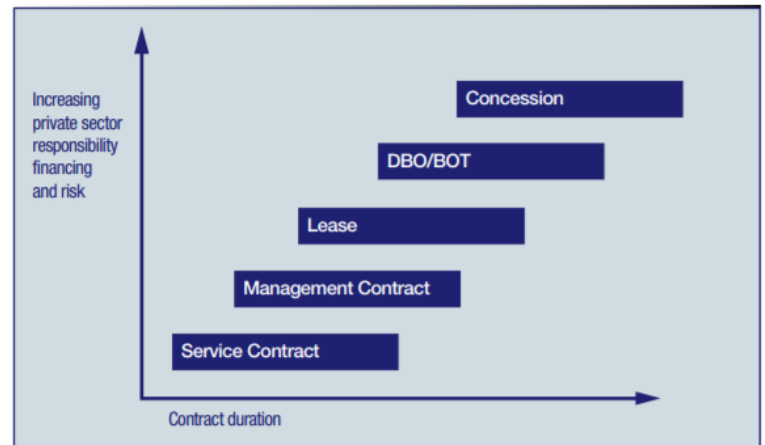 Increasing
private sector
responsibility
financing
and risk
Concession
DBO/BOT
Lease
Management Contract
Service Contract
Contract duration